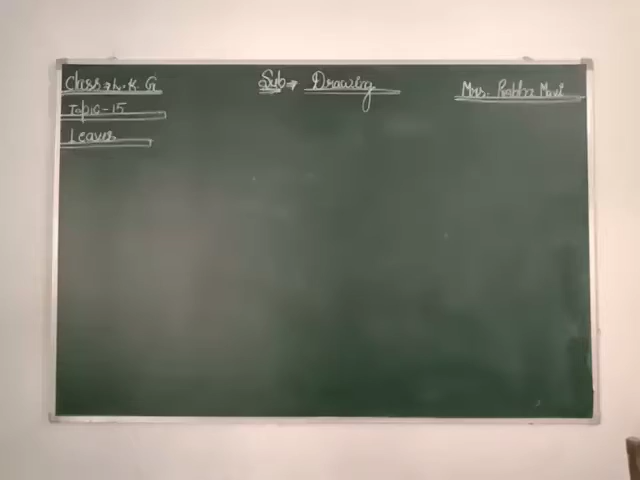 Class → L.K.G
Sub → Drawing
Mrs.
Topic-15
Leaves